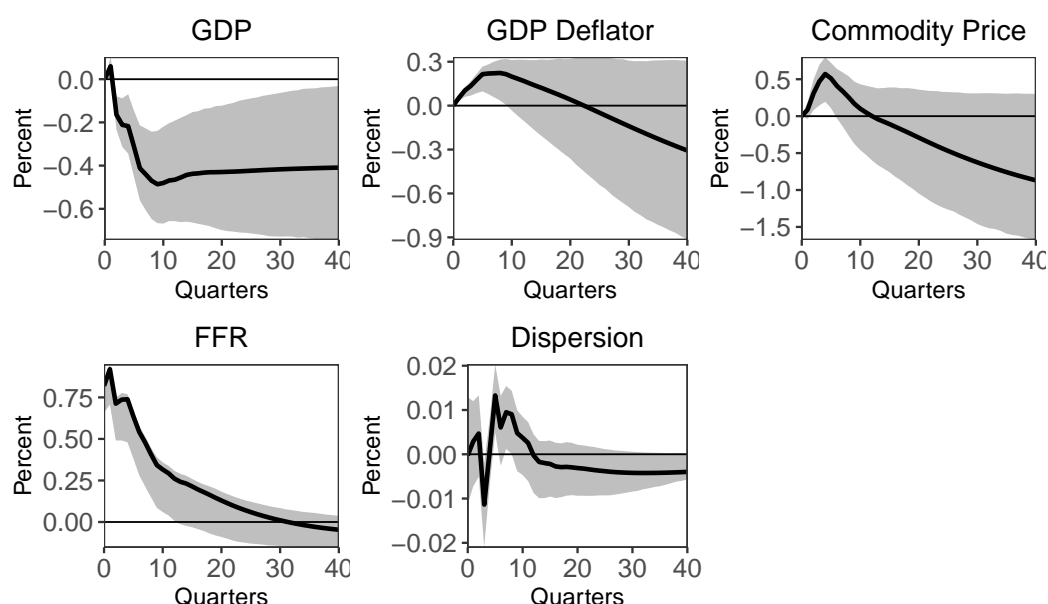 GDP
Percent
0.0
−0.2
−0.4
−0.6
0 10 20 30 40
Quarters
GDP Deflator
Percent
0.3
0.0
−0.3
−0.6
−0.9
0 10 20 30 40
Quarters
Commodity Price
Percent
0.5
0.0
−0.5
−1.0
−1.5
0 10 20 30 40
Quarters
FFR
Percent
0.75
0.50
0.25
0.00
0 10 20 30 40
Quarters
Dispersion
Percent
0.02
0.01
0.00
−0.01
−0.02
0 10 20 30 40
Quarters